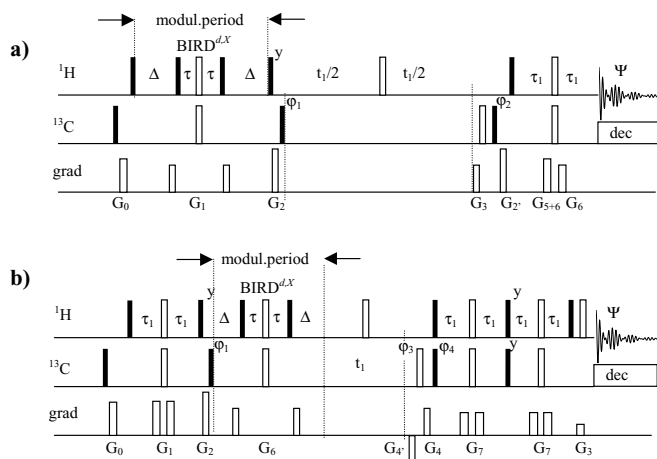 modul.period
a) BIRD^{d,X} y
¹H Δ τ τ Δ t₁/2 t₁/2 τ₁ τ₁ Ψ
¹³C φ₁ φ₂ dec
grad
G₀ G₁ G₂ G₃ G₂' G₅₊₆ G₆
modul.period
b) BIRD^{d,X}
¹H τ₁ τ₁ y Δ τ τ Δ τ₁ τ₁ y τ₁ τ₁ Ψ
¹³C φ₁ t₁ φ₃ φ₄ y dec
grad
G₀ G₁ G₂ G₆ G₄' G₄ G₇ G₇ G₃